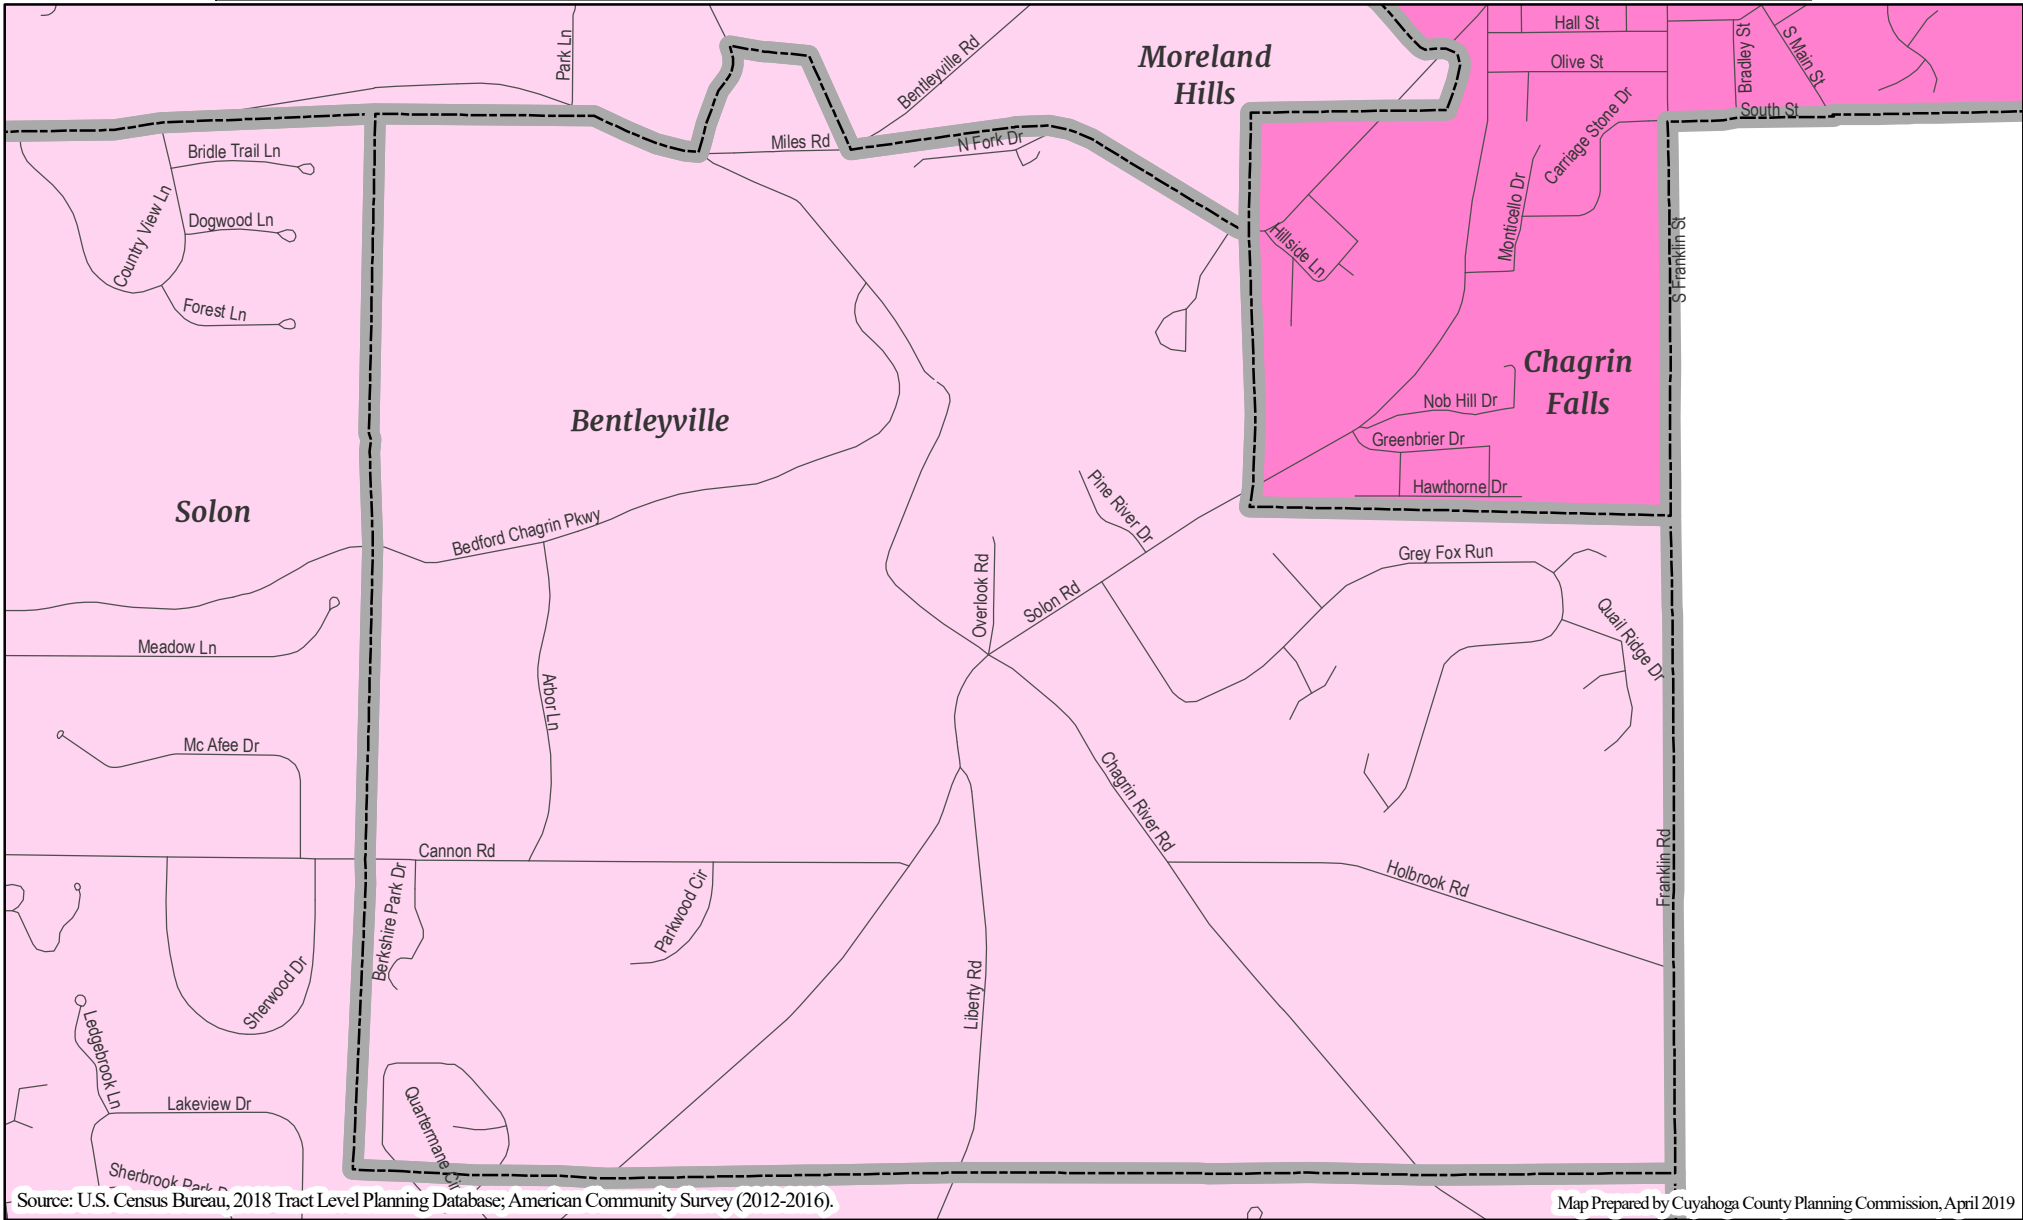 Hall St
Olive St
Bradley St
S Main St
South St
Park Ln
Bentleyville Rd
Moreland
Hills
Miles Rd
N Fork Dr
Carriage Stone Dr
Monticello Dr
Hillside Ln
S Franklin St
Bridle Trail Ln
Country View Ln
Dogwood Ln
Forest Ln
Chagrin
Falls
Nob Hill Dr
Greenbrier Dr
Hawthorne Dr
Bentleyville
Solon
Bedford Chagrin Pkwy
Pine River Dr
Overlook Rd
Solon Rd
Grey Fox Run
Quail Ridge Dr
Meadow Ln
Arbor Ln
Mc Afee Dr
Chagrin River Rd
Cannon Rd
Berkshire Park Dr
Parkwood Cir
Holbrook Rd
Franklin Rd
Sherwood Dr
Liberty Rd
Ledgebrook Ln
Lakeview Dr
Quartermane Cir
Sherbrook Park
Source: U.S. Census Bureau, 2018 Tract Level Planning Database; American Community Survey (2012-2016).
Map Prepared by Cuyahoga County Planning Commission, April 2019